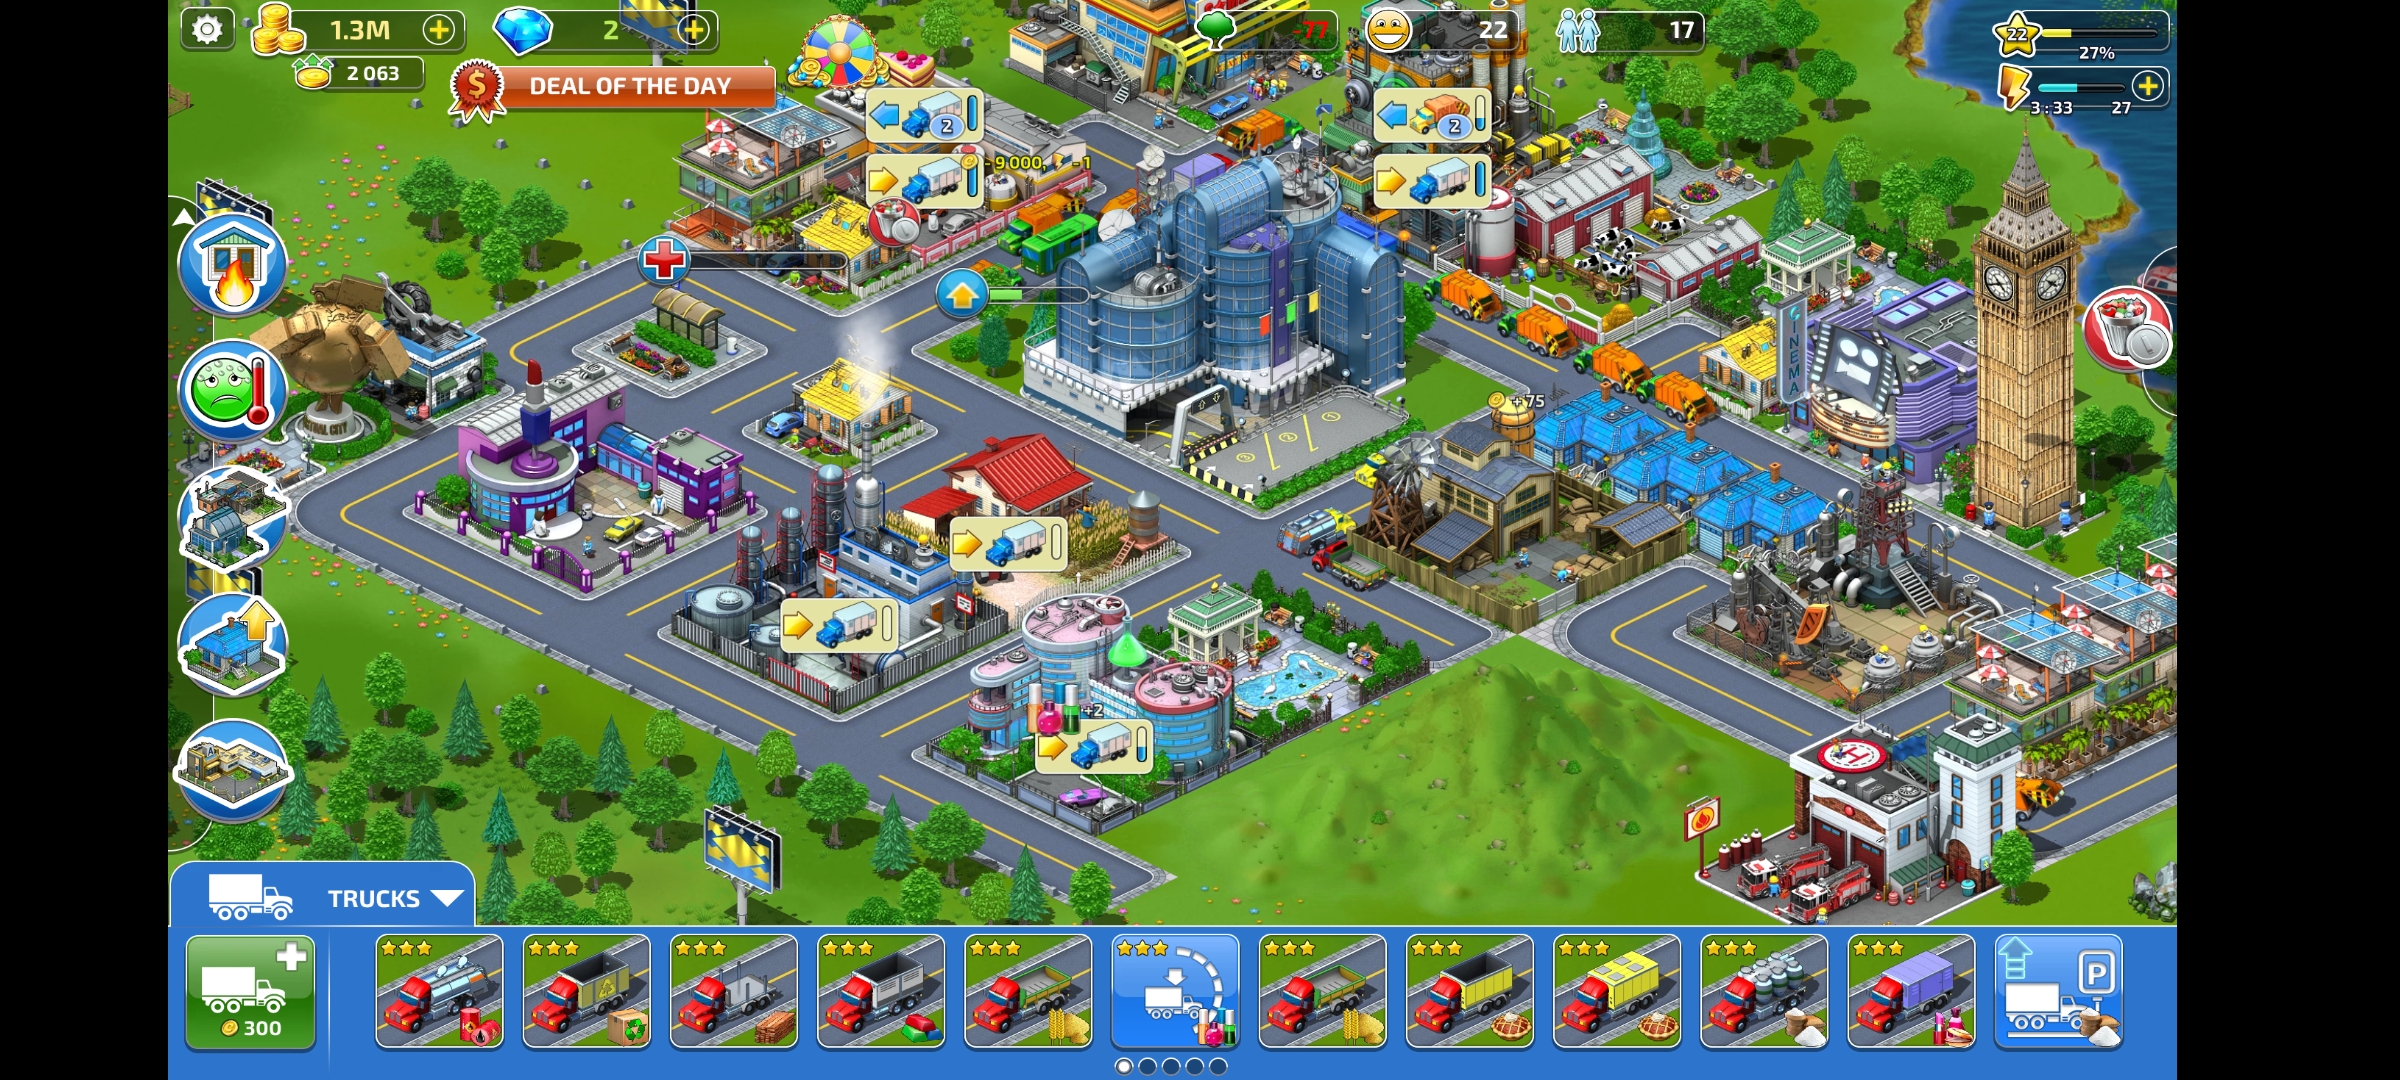 1.3M
2
-77
22
17
22
27%
2 063
DEAL OF THE DAY
3:33
27
2
2
-9,000
-1
CINEMA
+75
+2
H
TRUCKS
300
P